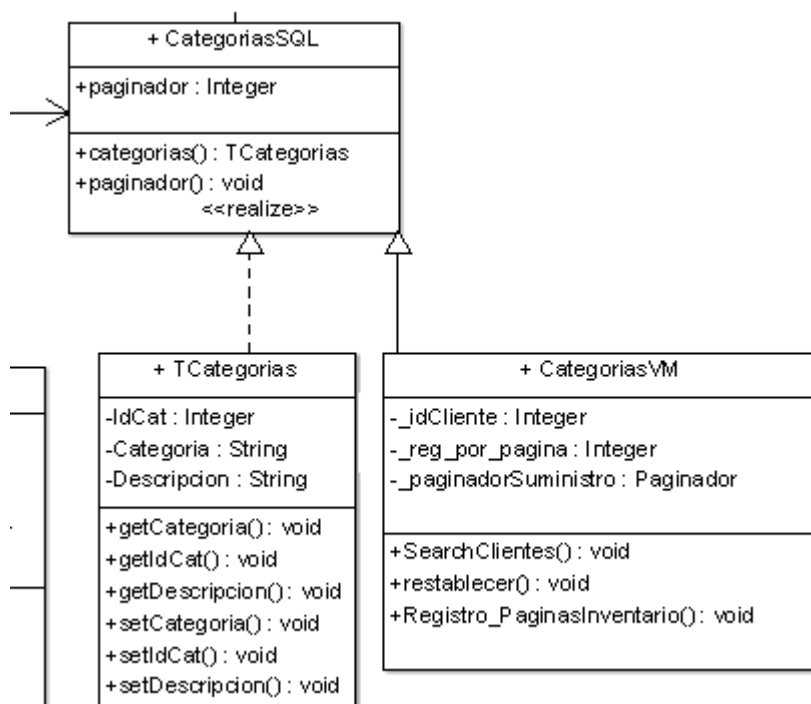 + CategoriasSQL
+paginador : Integer
+categorias() : TCategorias
+paginador() : void
<<realize>>
+ TCategorias
-IdCat : Integer
-Categoria : String
-Descripcion : String
+getCategoria() : void
+getIdCat() : void
+getDescripcion() : void
+setCategoria() : void
+setIdCat() : void
+setDescripcion() : void
+ CategoriasVM
-_idCliente : Integer
-_reg_por_pagina : Integer
-_paginadorSuministro : Paginador
+SearchClientes() : void
+restablecer() : void
+Registro_PaginasInventario() : void